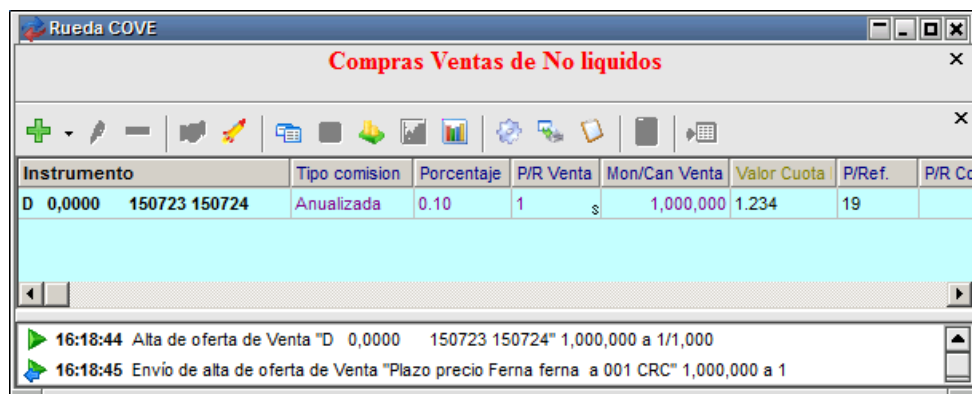 Rueda COVE
Compras Ventas de No liquidos
Instrumento Tipo comision Porcentaje P/R Venta Mon/Can Venta Valor Cuota P/Ref. P/R Co
D 0,0000 150723 150724 Anualizada 0.10 1 s 1,000,000 1.234 19
16:18:44 Alta de oferta de Venta "D 0,0000 150723 150724" 1,000,000 a 1/1,000
16:18:45 Envío de alta de oferta de Venta "Plazo precio Ferna ferna a 001 CRC" 1,000,000 a 1